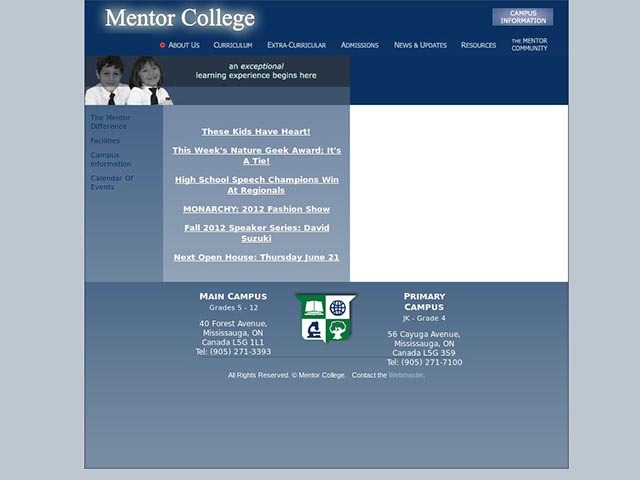 Mentor College
CAMPUS
INFORMATION
ABOUT US
CURRICULUM
EXTRA-CURRICULAR
ADMISSIONS
NEWS & UPDATES
RESOURCES
THE MENTOR
COMMUNITY
an exceptional
learning experience begins here
The Mentor
Difference
Facilities
Campus
Information
Calendar Of
Events
These Kids Have Heart!
This Week's Nature Geek Award; It's
A Tie!
High School Speech Champions Win
At Regionals
MONARCHY: 2012 Fashion Show
Fall 2012 Speaker Series: David
Suzuki
Next Open House: Thursday June 21
MAIN CAMPUS
Grades 5 - 12
40 Forest Avenue,
Mississauga, ON
Canada L5G 1L1
Tel: (905) 271-3393
PRIMARY
CAMPUS
JK - Grade 4
56 Cayuga Avenue,
Mississauga, ON
Canada L5G 3S9
Tel: (905) 271-7100
All Rights Reserved. © Mentor College. Contact the Webmaster.